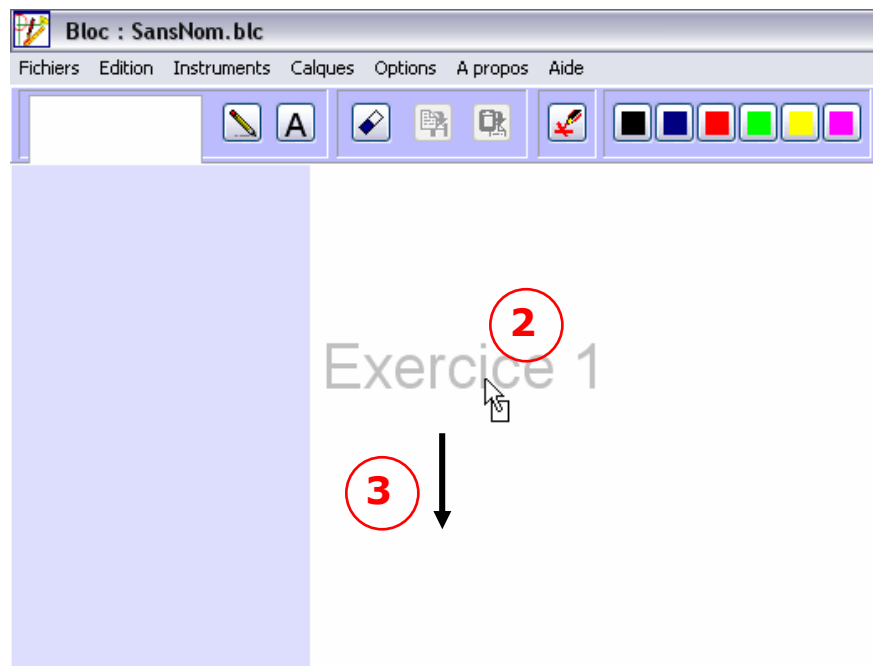 Bloc : SansNom.blc
Fichiers Edition Instruments Calques Options A propos Aide
A
2
Exercice 1
3